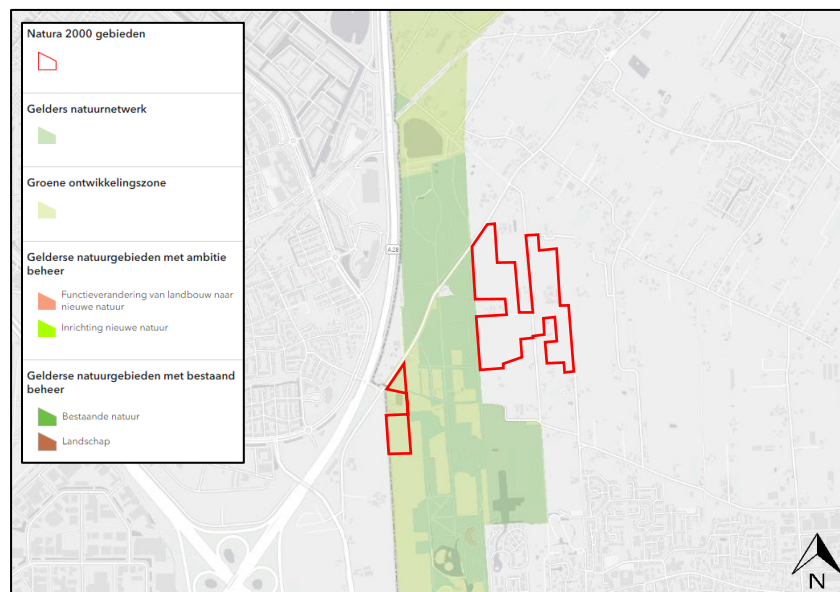 Natura 2000 gebieden
Gelders natuurnetwerk
Groene ontwikkelingszone
Gelderse natuurgebieden met ambitie
beheer
Functieverandering van landbouw naar
nieuwe natuur
Inrichting nieuwe natuur
Gelderse natuurgebieden met bestaand
beheer
Bestaande natuur
Landschap
A28
N